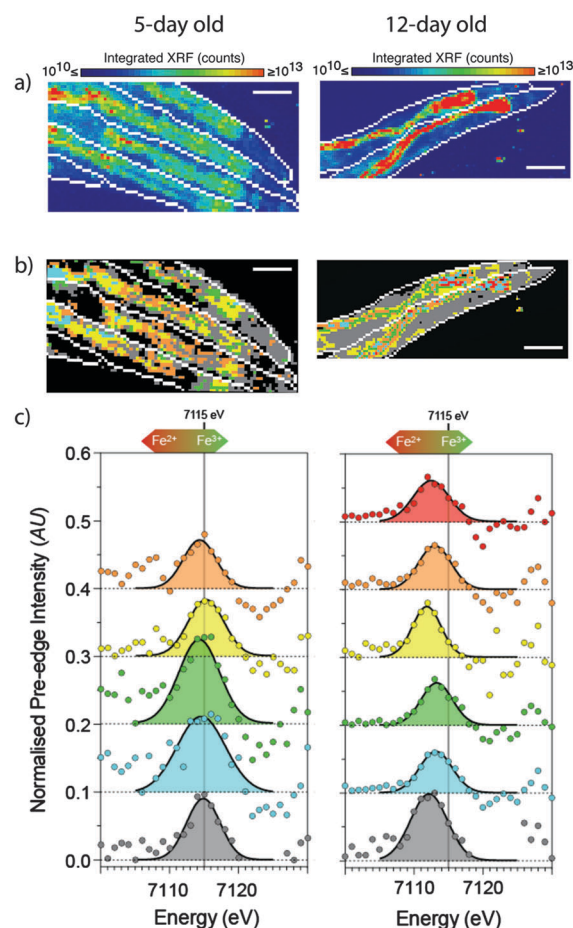 5-day old 12-day old
Integrated XRF (counts) Integrated XRF (counts)
a) 10¹⁰≤ ≥10¹³ 10¹⁰≤ ≥10¹³
b)
c) 7115 eV 7115 eV
Fe²⁺ Fe³⁺ Fe²⁺ Fe³⁺
0.6
0.5
0.4
0.3
0.2
0.1
0.0
Normalised Pre-edge Intensity (AU)
7110 7120 7110 7120
Energy (eV) Energy (eV)